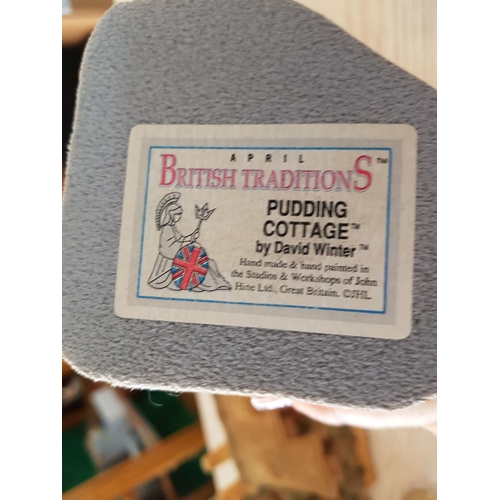 APRIL
BRITISH TRADITIONS™
PUDDING
COTTAGE™
by David Winter™
Hand made & hand painted in
the Studios & Workshops of John
Hine Ltd., Great Britain. ©JHL